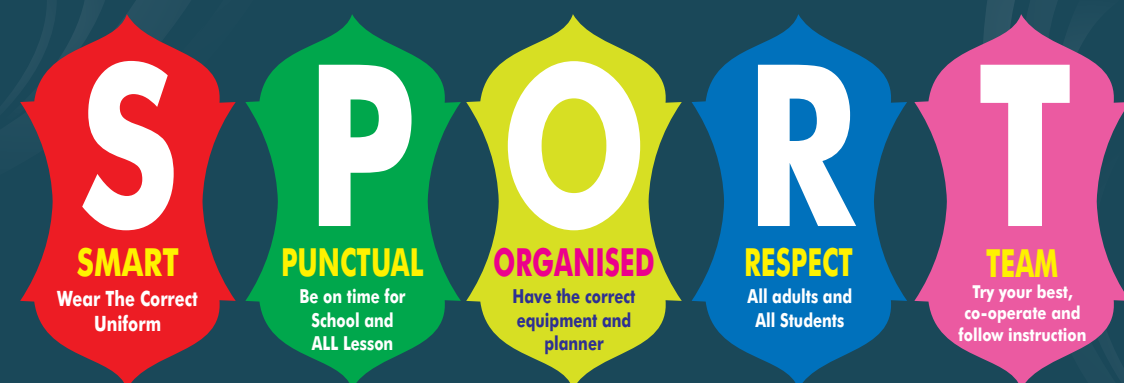 S
SMART
Wear The Correct
Uniform
P
PUNCTUAL
Be on time for
School and
ALL Lesson
O
ORGANISED
Have the correct
equipment and
planner
R
RESPECT
All adults and
All Students
T
TEAM
Try your best,
co-operate and
follow instruction